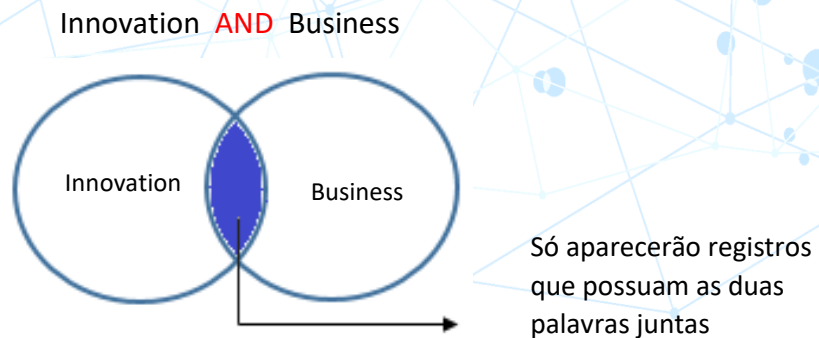 Innovation AND Business
Innovation
Business
Só aparecerão registros
que possuam as duas
palavras juntas